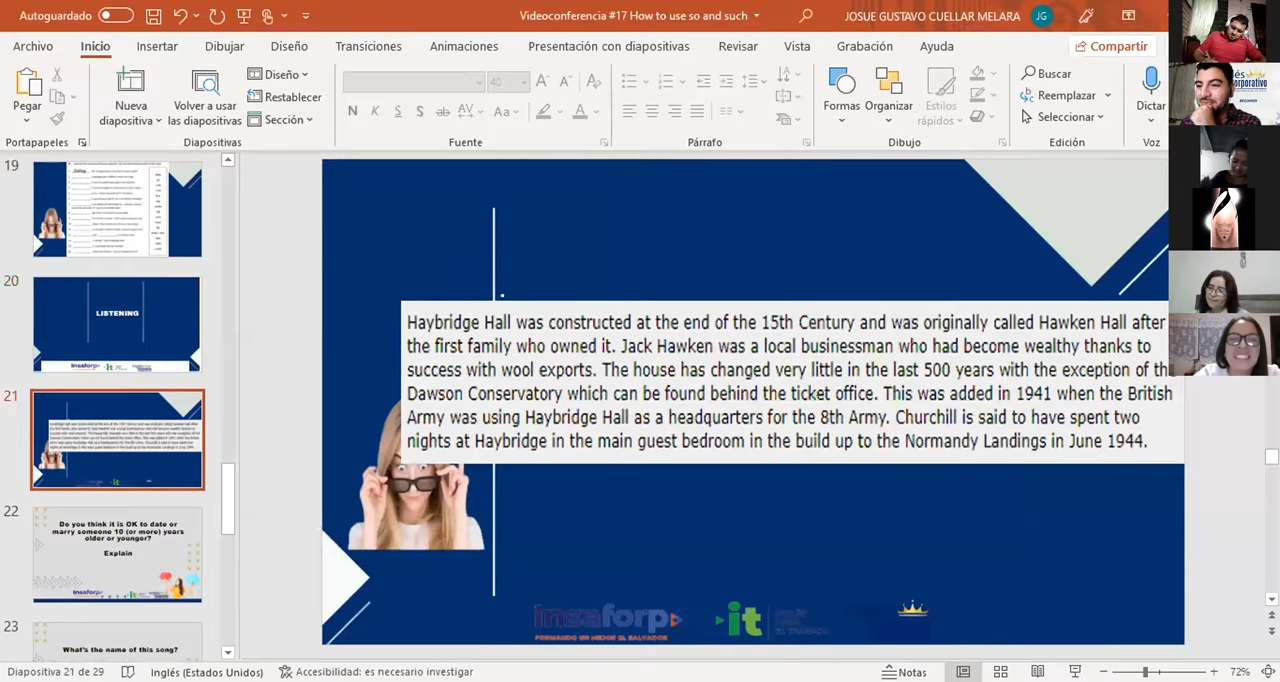 Autoguardado
Videoconferencia #17 How to use so and such
JOSUE GUSTAVO CUELLAR MELARA
JG
Archivo Inicio Insertar Dibujar Diseño Transiciones Animaciones Presentación con diapositivas Revisar Vista Grabación Ayuda
Compartir
Pegar
Nueva
diapositiva
Volver a usar
las diapositivas
Diseño
Restablecer
Sección
40
N K S S ab AV Aa A
Formas
Organizar
Estilos
rápidos
Buscar
Reemplazar
Seleccionar
Dictar
Portapapeles
Diapositivas
Fuente
Párrafo
Dibujo
Edición
Voz
19
20
LISTENING
21
22
Do you think it is OK to date or
marry someone 10 (or more) years
older or younger?
Explain
23
What's the name of this song?
Haybridge Hall was constructed at the end of the 15th Century and was originally called Hawken Hall after
the first family who owned it. Jack Hawken was a local businessman who had become wealthy thanks to
success with wool exports. The house has changed very little in the last 500 years with the exception of the
Dawson Conservatory which can be found behind the ticket office. This was added in 1941 when the British
Army was using Haybridge Hall as a headquarters for the 8th Army. Churchill is said to have spent two
nights at Haybridge in the main guest bedroom in the build up to the Normandy Landings in June 1944.
insaforp
FORMANDO UN MEJOR EL SALVADOR
it
Diapositiva 21 de 29
Inglés (Estados Unidos)
Accesibilidad: es necesario investigar
Notas
72%